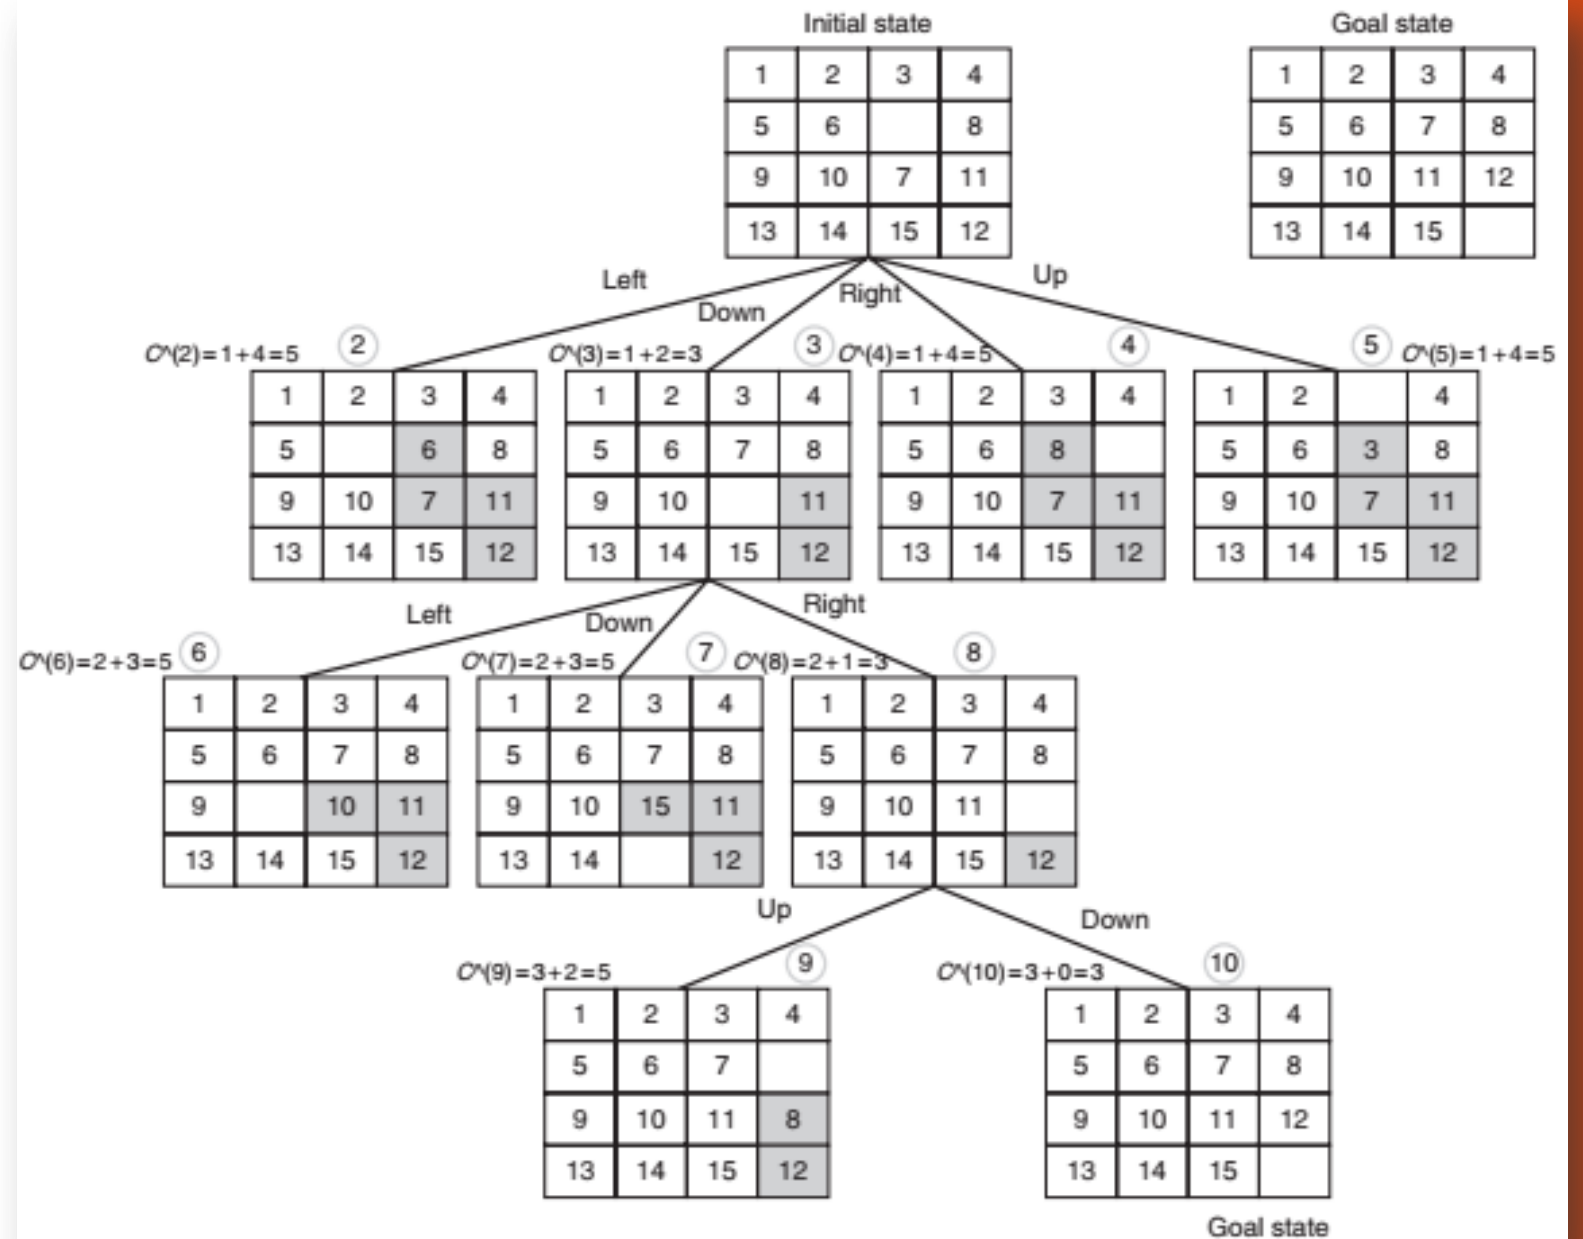 Initial state
Goal state
1 2 3 4
5 6 8
9 10 7 11
13 14 15 12
1 2 3 4
5 6 7 8
9 10 11 12
13 14 15
Left
Down
Right
Up
C^(2)=1+4=5
2
C^(3)=1+2=3
3
C^(4)=1+4=5
4
5
C^(5)=1+4=5
1 2 3 4
5 6 8
9 10 7 11
13 14 15 12
1 2 3 4
5 6 7 8
9 10 11
13 14 15 12
1 2 3 4
5 6 8
9 10 7 11
13 14 15 12
1 2 4
5 6 3 8
9 10 7 11
13 14 15 12
Left
Down
Right
C^(6)=2+3=5
6
C^(7)=2+3=5
7
C^(8)=2+1=3
8
1 2 3 4
5 6 7 8
9 10 11
13 14 15 12
1 2 3 4
5 6 7 8
9 10 15 11
13 14 12
1 2 3 4
5 6 7 8
9 10 11
13 14 15 12
Up
Down
C^(9)=3+2=5
9
C^(10)=3+0=3
10
1 2 3 4
5 6 7
9 10 11 8
13 14 15 12
1 2 3 4
5 6 7 8
9 10 11 12
13 14 15
Goal state